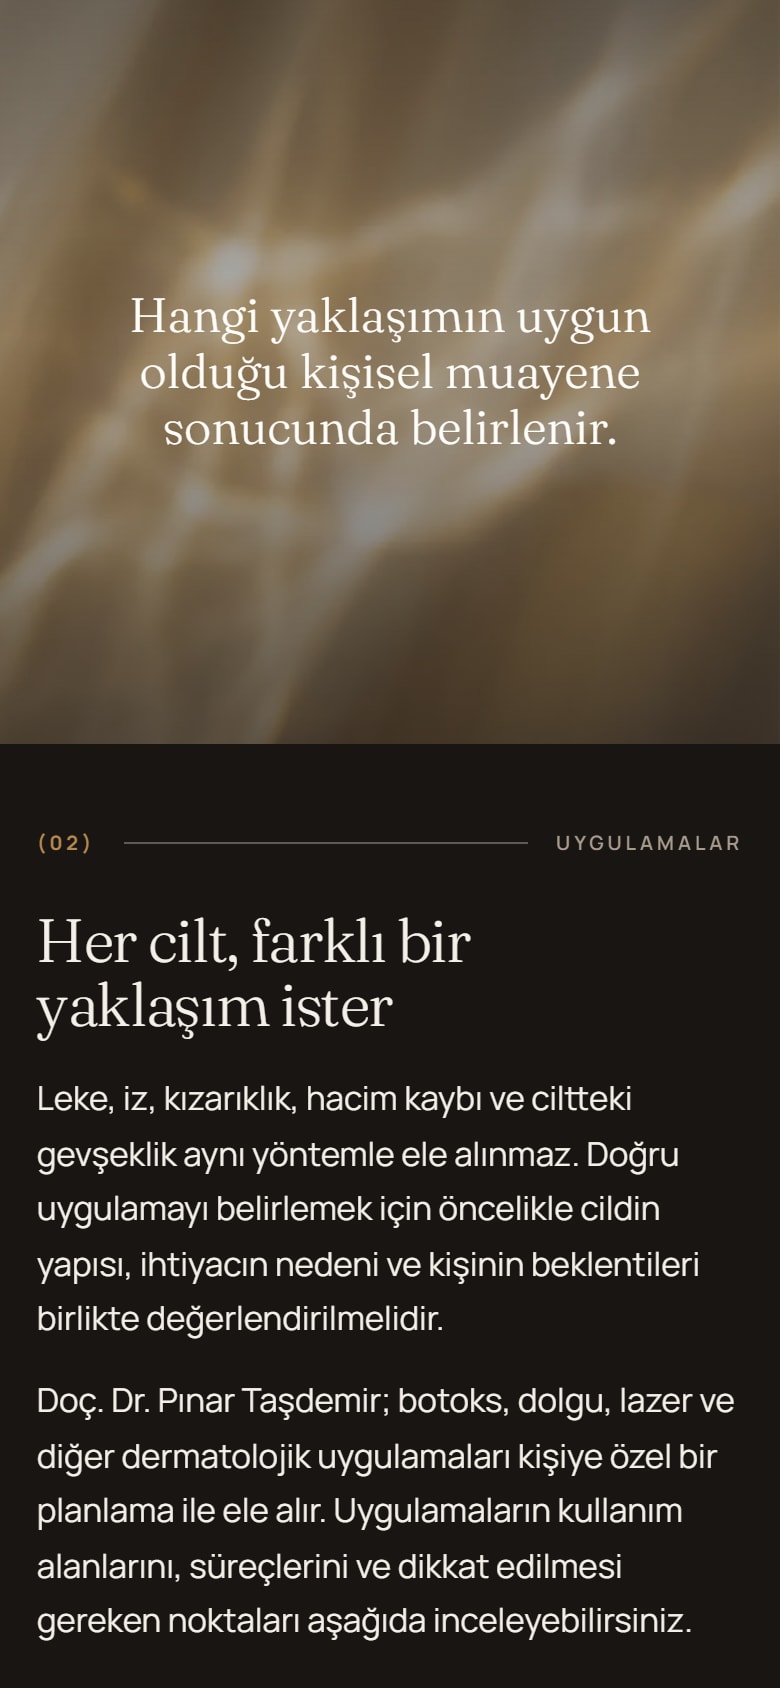 Hangi yaklaşımın uygun
olduğu kişisel muayene
sonucunda belirlenir.
(02)
UYGULAMALAR
Her cilt, farklı bir
yaklaşım ister
Leke, iz, kızarıklık, hacim kaybı ve ciltteki
gevşeklik aynı yöntemle ele alınmaz. Doğru
uygulamayı belirlemek için öncelikle cildin
yapısı, ihtiyacın nedeni ve kişinin beklentileri
birlikte değerlendirilmelidir.
Doç. Dr. Pınar Taşdemir; botoks, dolgu, lazer ve
diğer dermatolojik uygulamaları kişiye özel bir
planlama ile ele alır. Uygulamaların kullanım
alanlarını, süreçlerini ve dikkat edilmesi
gereken noktaları aşağıda inceleyebilirsiniz.